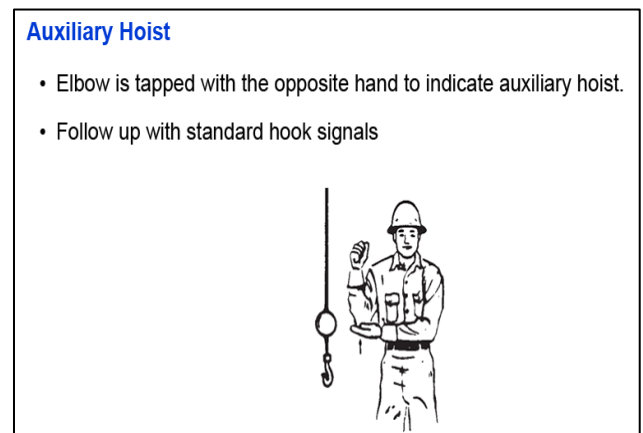 Auxiliary Hoist
• Elbow is tapped with the opposite hand to indicate auxiliary hoist.
• Follow up with standard hook signals